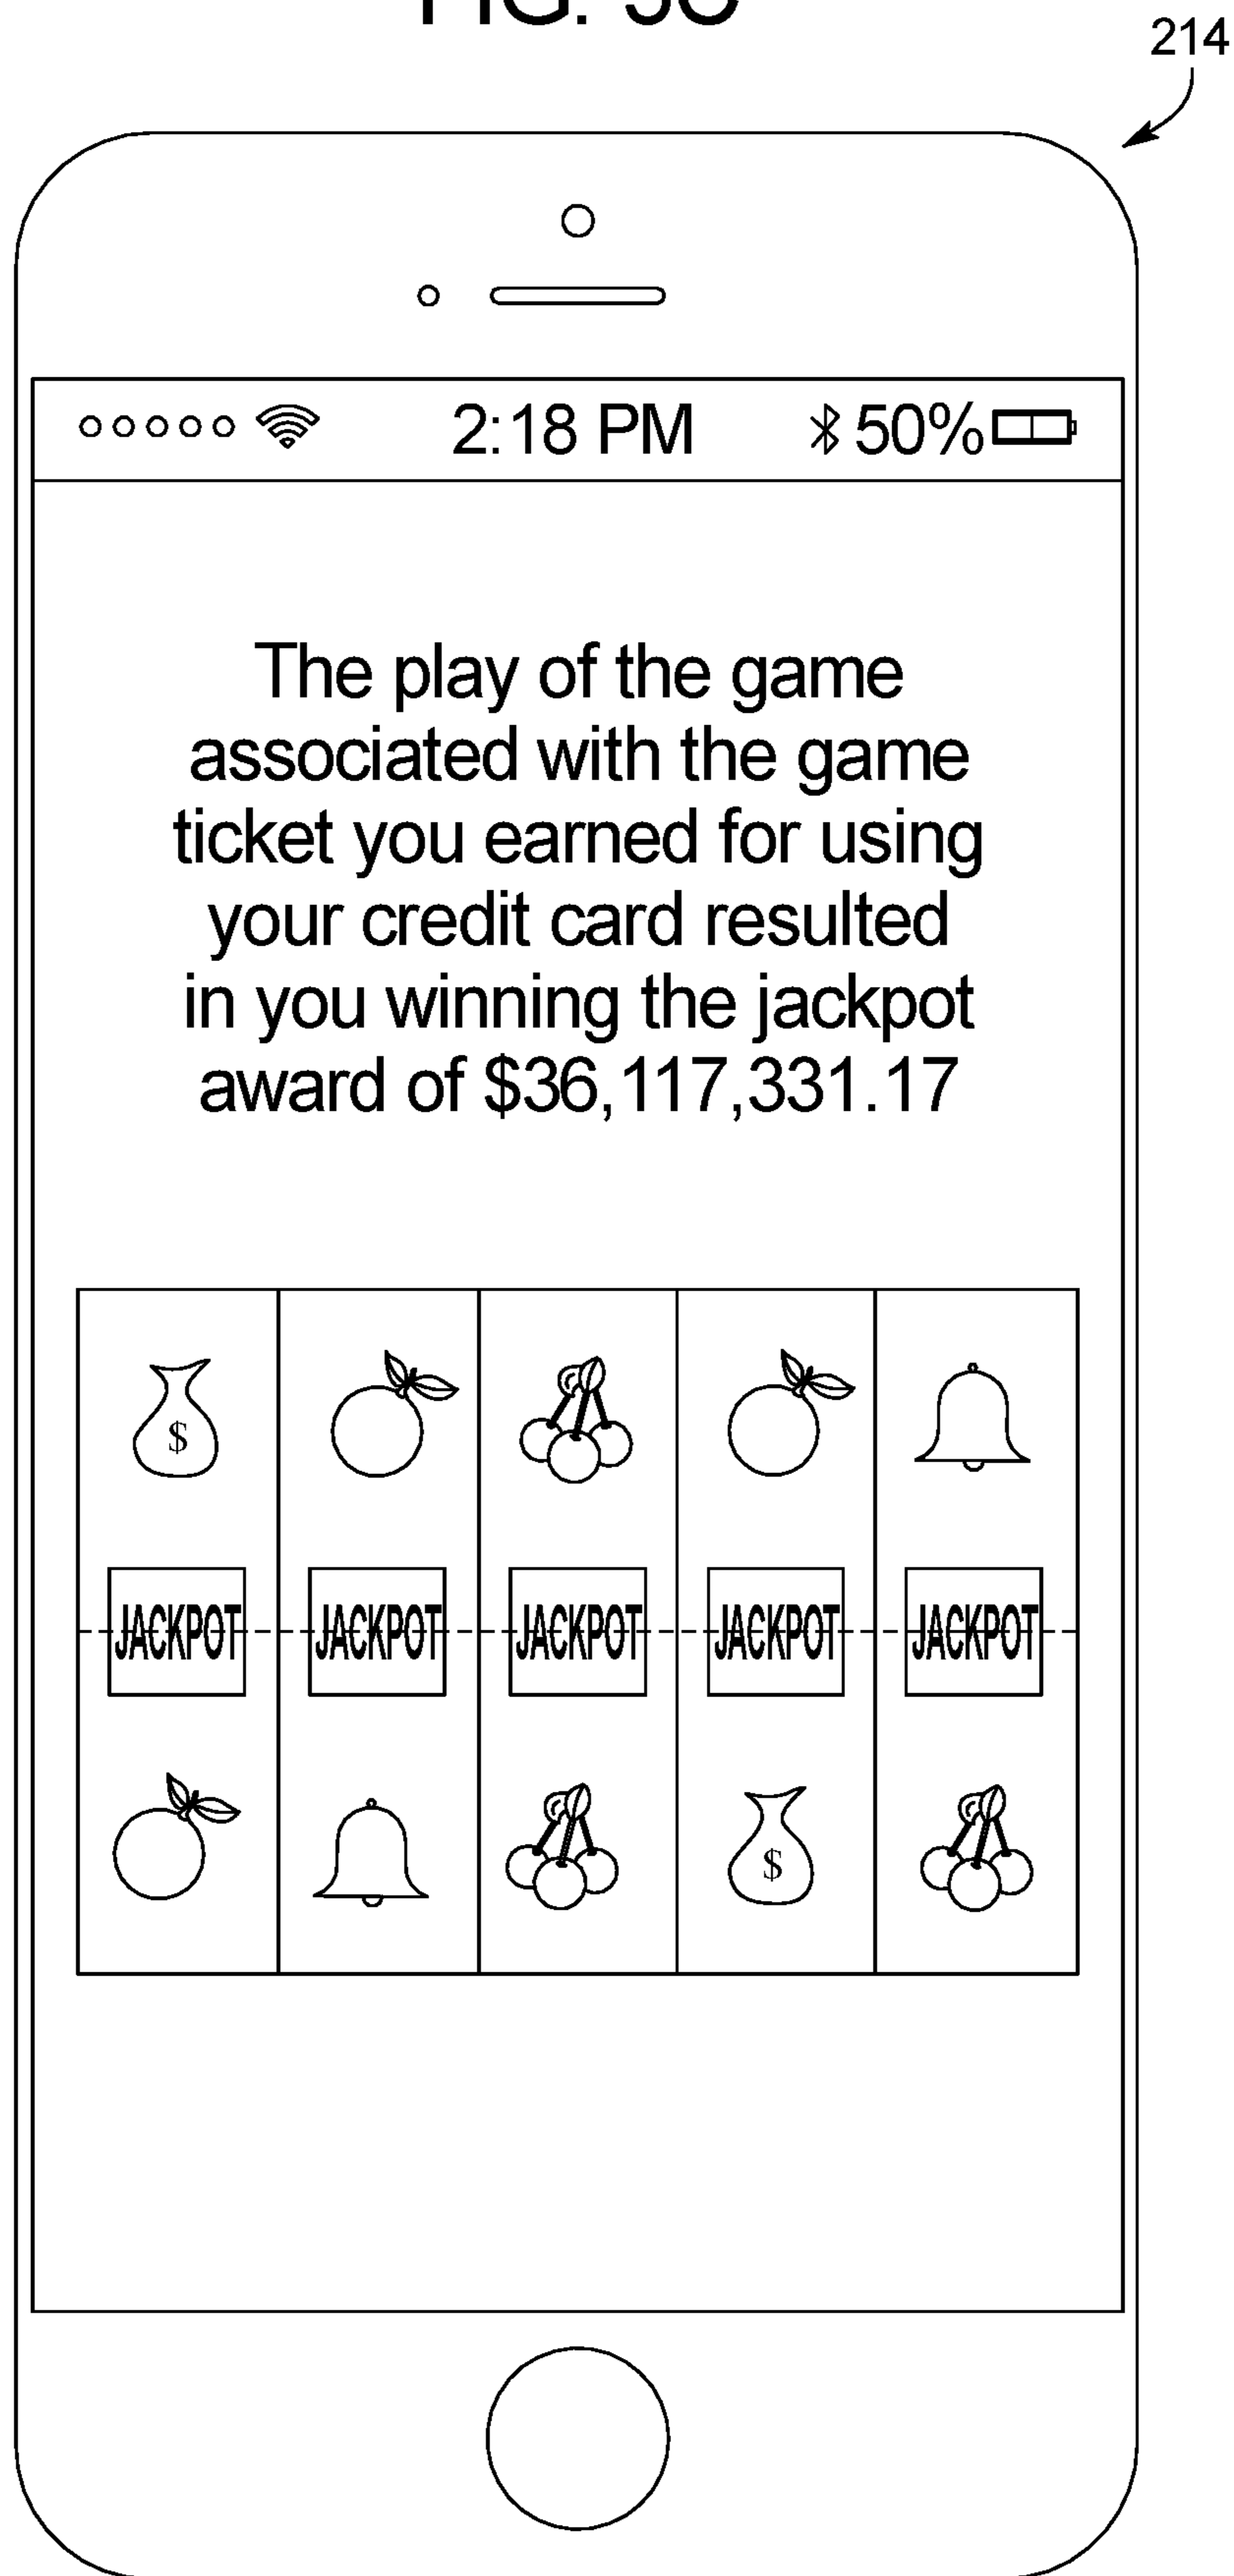 214
2:18 PM 50%
The play of the game
associated with the game
ticket you earned for using
your credit card resulted
in you winning the jackpot
award of $36,117,331.17
$
JACKPOT JACKPOT JACKPOT JACKPOT JACKPOT
$